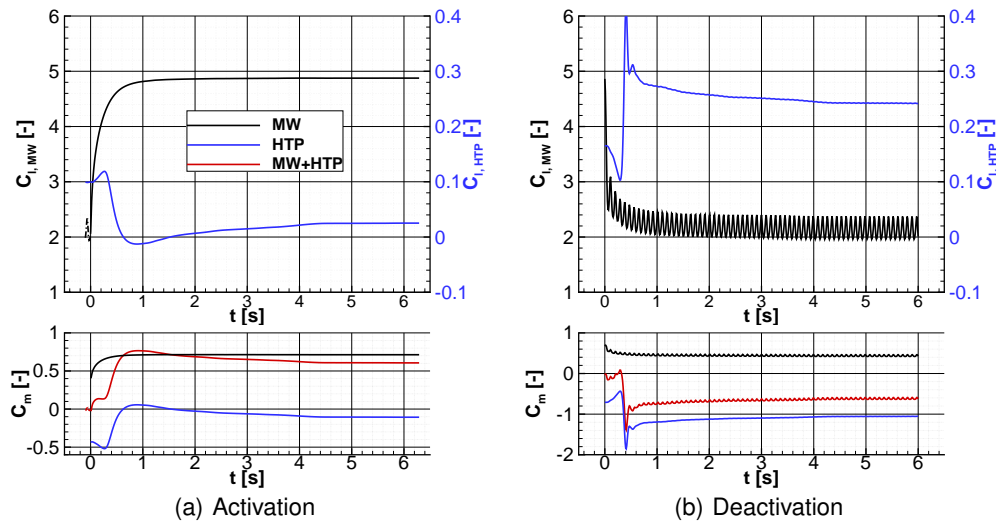 6
5
4
3
2
1
C_l,MW [-]
0.4
0.3
0.2
0.1
0
-0.1
C_l,HTP [-]
MW
HTP
MW+HTP
0 1 2 3 4 5 6
t [s]
1
0.5
0
-0.5
C_m [-]
0 1 2 3 4 5 6
t [s]
(a) Activation
6
5
4
3
2
1
C_l,MW [-]
0.4
0.3
0.2
0.1
0
-0.1
C_l,HTP [-]
0 1 2 3 4 5 6
t [s]
1
0
-1
-2
C_m [-]
0 1 2 3 4 5 6
t [s]
(b) Deactivation